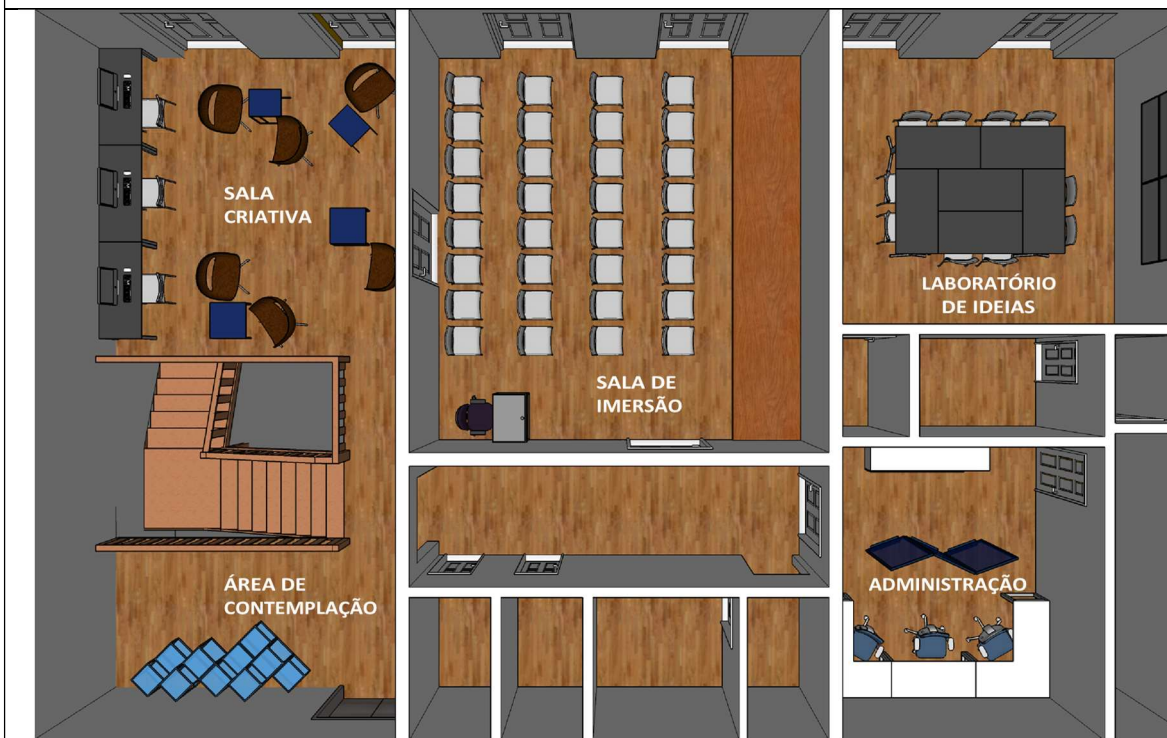 SALA
CRIATIVA
SALA DE
IMERSÃO
LABORATÓRIO
DE IDEIAS
ÁREA DE
CONTEMPLAÇÃO
ADMINISTRAÇÃO